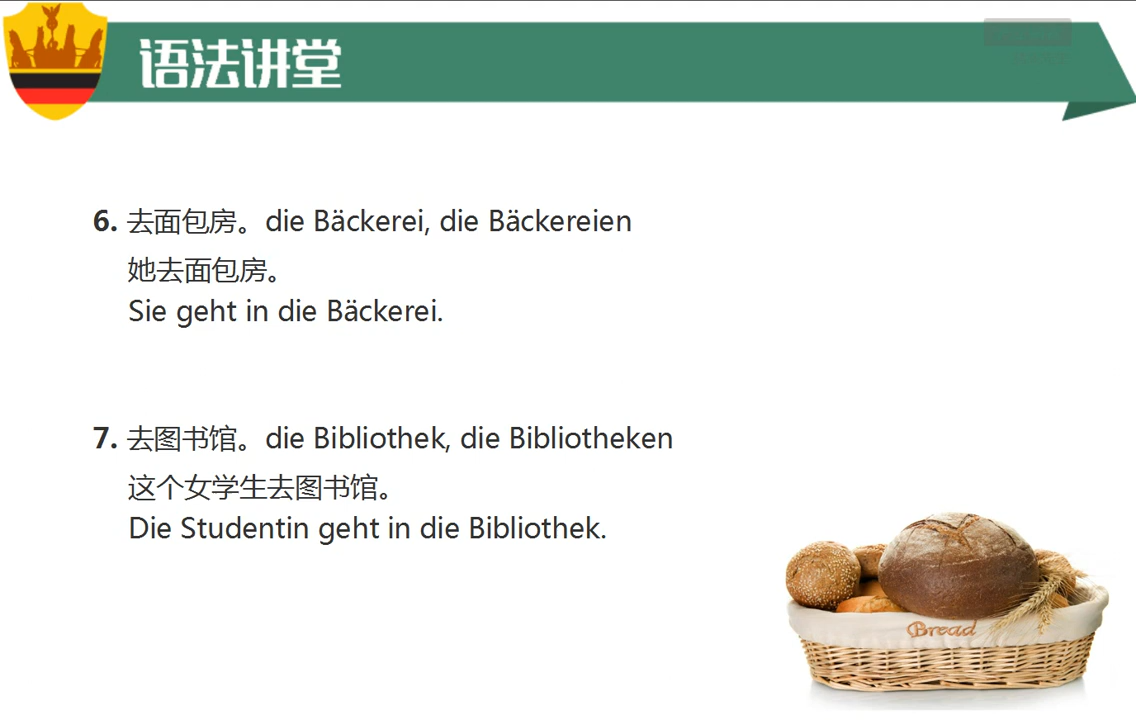 语法讲堂
6. 去面包房。die Bäckerei, die Bäckereien
她去面包房。
Sie geht in die Bäckerei.
7. 去图书馆。die Bibliothek, die Bibliotheken
这个女学生去图书馆。
Die Studentin geht in die Bibliothek.
Bread